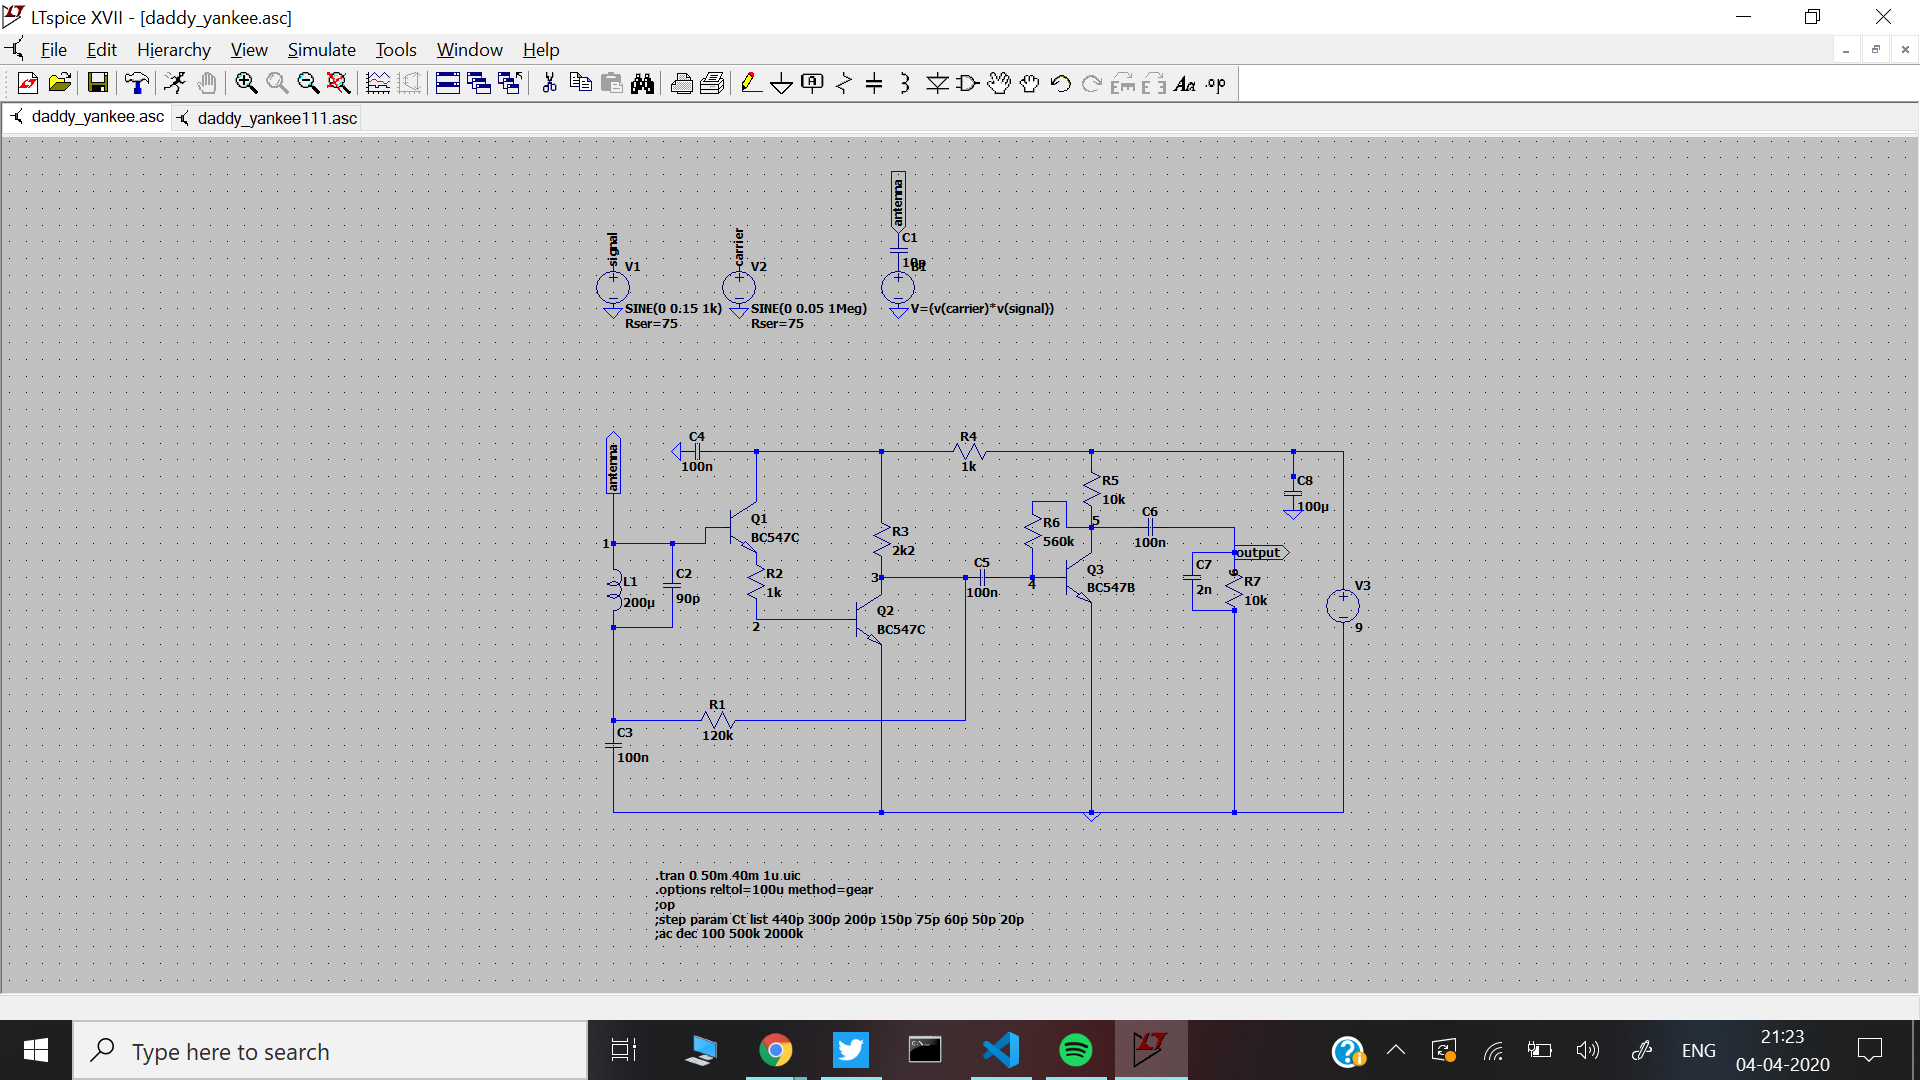 LTspice XVII - [daddy_yankee.asc]
File Edit Hierarchy View Simulate Tools Window Help
daddy_yankee.asc
daddy_yankee111.asc
antenna
signal
carrier
C1
10p
V1
V2
SINE(0 0.15 1k)
Rser=75
SINE(0 0.05 1Meg)
Rser=75
V=(v(carrier)*v(signal))
antenna
C4
100n
R4
1k
R5
10k
C8
100µ
Q1
BC547C
R3
2k2
R6
560k
5
C6
100n
output
1
L1
200µ
C2
90p
R2
1k
2
3
C5
100n
4
Q3
BC547B
C7
2n
6
R7
10k
V3
9
Q2
BC547C
R1
120k
C3
100n
.tran 0 50m 40m 1u uic
.options reltol=100u method=gear
;op
;step param Ct list 440p 300p 200p 150p 75p 60p 50p 20p
;ac dec 100 500k 2000k
Type here to search
ENG
21:23
04-04-2020